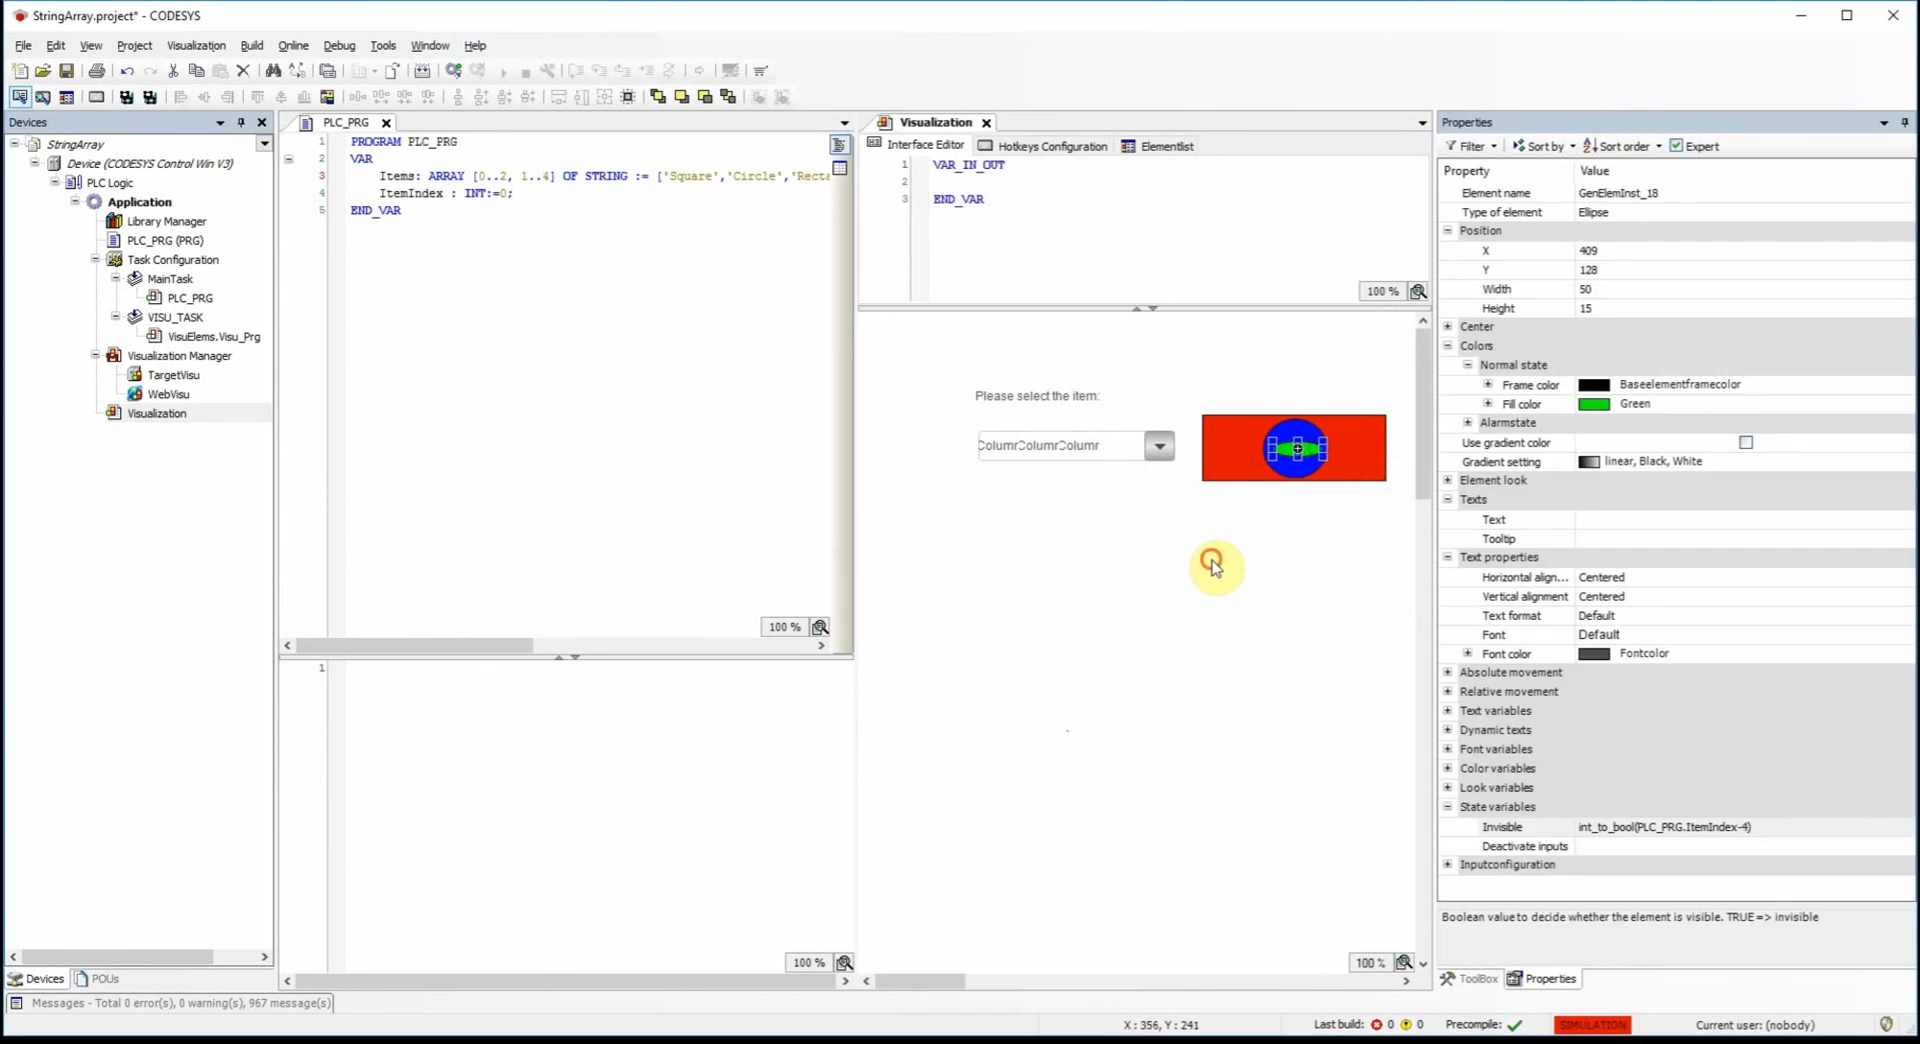 StringArray.project* - CODESYS
File Edit View Project Visualization Build Online Debug Tools Window Help
Devices
StringArray
Device (CODESYS Control Win V3)
PLC Logic
Application
Library Manager
PLC_PRG (PRG)
Task Configuration
MainTask
PLC_PRG
VISU_TASK
VisuElems.Visu_Prg
Visualization Manager
TargetVisu
WebVisu
Visualization
Devices POUs
PLC_PRG
1 PROGRAM PLC_PRG
2 VAR
3 Items: ARRAY [0..2, 1..4] OF STRING := ['Square','Circle','Recta
4 ItemIndex : INT:=0;
5 END_VAR
100 %
1
100 %
Visualization
Interface Editor Hotkeys Configuration Elementlist
1 VAR_IN_OUT
2
3 END_VAR
100 %
Please select the item:
ColumrColumrColumr
100 %
Properties
Filter Sort by Sort order Expert
Property Value
Element name GenElemInst_18
Type of element Ellipse
Position
X 409
Y 128
Width 50
Height 15
Center
Colors
Normal state
Frame color Baseelementframecolor
Fill color Green
Alarmstate
Use gradient color
Gradient setting linear, Black, White
Element look
Texts
Text
Tooltip
Text properties
Horizontal align... Centered
Vertical alignment Centered
Text format Default
Font Default
Font color Fontcolor
Absolute movement
Relative movement
Text variables
Dynamic texts
Font variables
Color variables
Look variables
State variables
Invisible int_to_bool(PLC_PRG.ItemIndex-4)
Deactivate inputs
Inputconfiguration
Boolean value to decide whether the element is visible. TRUE => invisible
ToolBox Properties
Messages - Total 0 error(s), 0 warning(s), 967 message(s)
X : 356, Y : 241 Last build: 0 0 Precompile: SIMULATION Current user: (nobody)